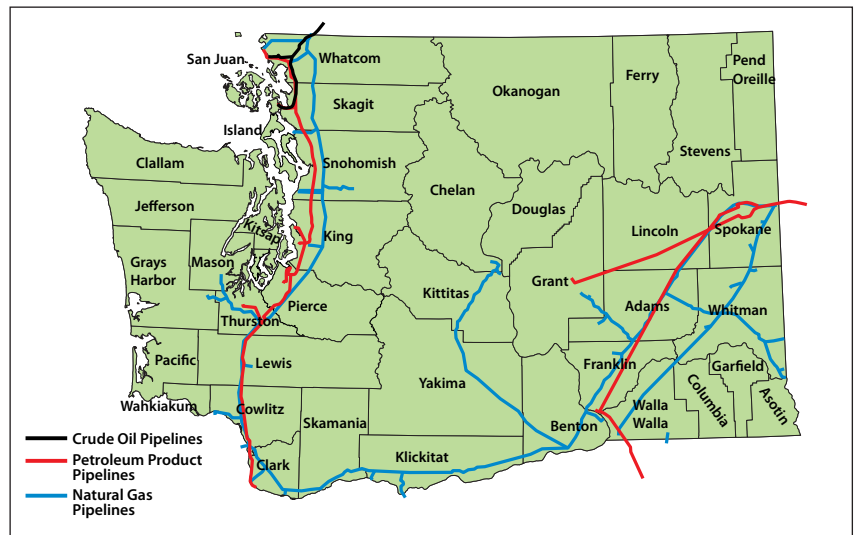 San Juan
Whatcom
Skagit
Island
Okanogan
Ferry
Pend
Oreille
Stevens
Clallam
Snohomish
Chelan
Jefferson
Douglas
Kitsap
King
Lincoln
Spokane
Grays
Harbor
Mason
Grant
Kittitas
Pierce
Adams
Whitman
Thurston
Pacific
Lewis
Franklin
Garfield
Yakima
Columbia
Asotin
Wahkiakum
Cowlitz
Skamania
Walla
Walla
Benton
Klickitat
Clark
Crude Oil Pipelines
Petroleum Product
Pipelines
Natural Gas
Pipelines